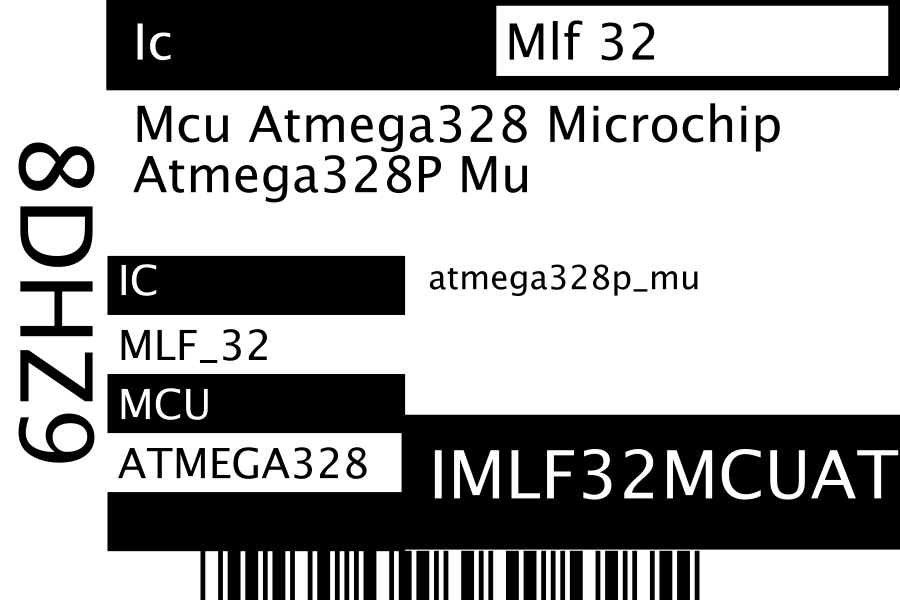 Ic
Mlf 32
Mcu Atmega328 Microchip
Atmega328P Mu
8DHZ9
IC
atmega328p_mu
MLF_32
MCU
ATMEGA328
IMLF32MCUAT